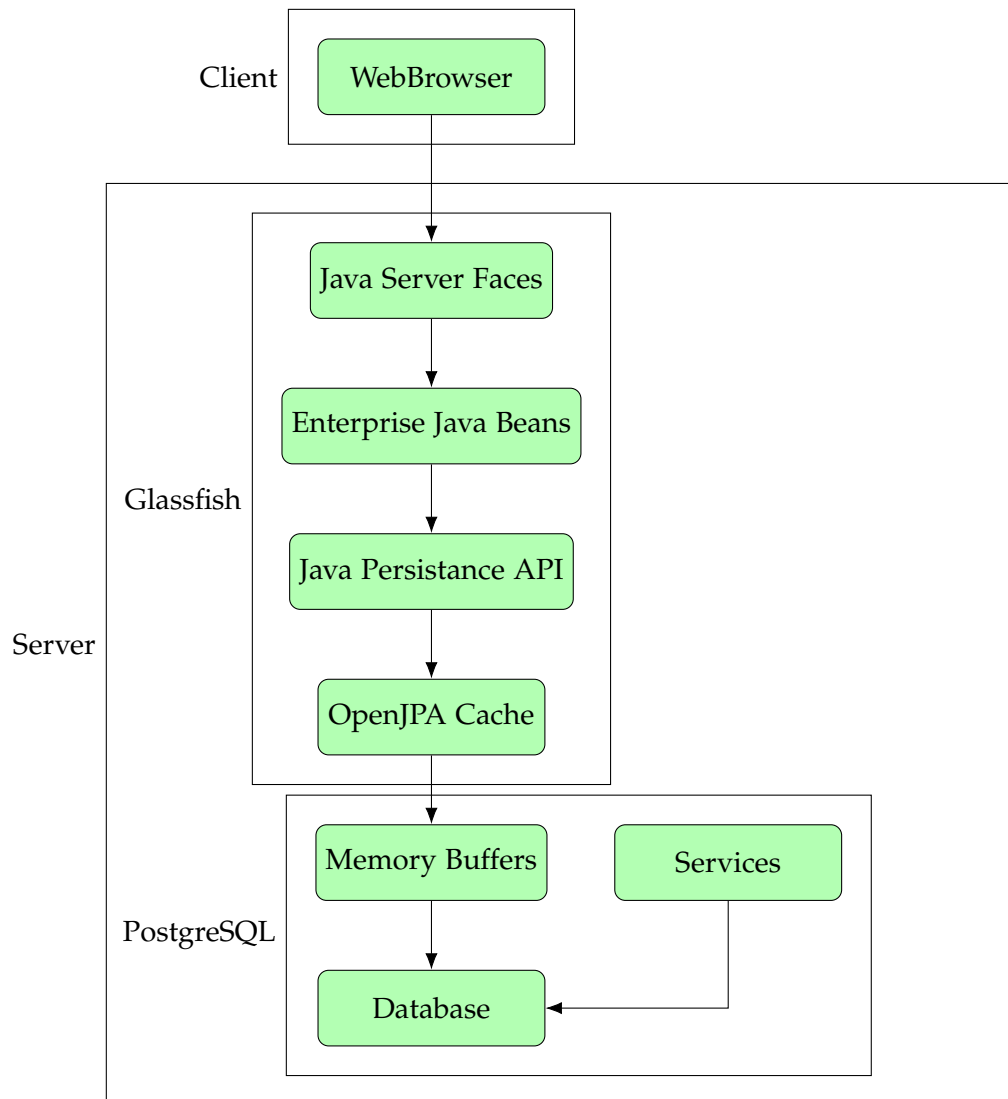 Client
WebBrowser
Java Server Faces
Enterprise Java Beans
Glassfish
Java Persistance API
Server
OpenJPA Cache
Memory Buffers
Services
PostgreSQL
Database